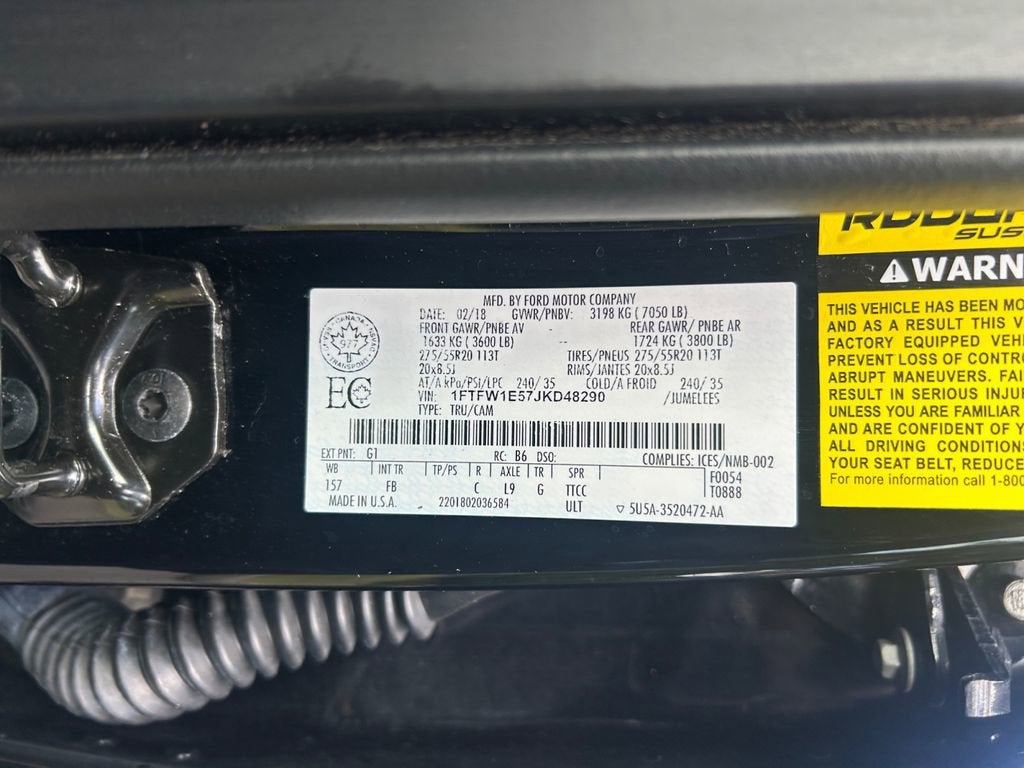 MFD. BY FORD MOTOR COMPANY
DATE: 02/18 GVWR/PNBV: 3198 KG ( 7050 LB)
FRONT GAWR/PNBE AV REAR GAWR/ PNBE AR
1633 KG ( 3600 LB) -- 1724 KG ( 3800 LB)
275/55R20 113T TIRES/PNEUS 275/55R20 113T
20x8.5J RIMS/JANTES 20x8.5J
AT/A kPa/PSI/LPC 240/ 35 COLD/A FROID 240/ 35
VIN: 1FTFW1E57JKD48290 /JUMELEES
TYPE: TRU/CAM
CANADA
977
TRANSPORT
EC
EXT PNT: G1 RC: B6 DSO: COMPLIES: ICES/NMB-002
WB INT TR TP/PS R AXLE TR SPR F0054
157 FB C L9 G TTCC T0888
MADE IN U.S.A. 2201802036584 ULT 5U5A-3520472-AA
SUS
WARN
THIS VEHICLE HAS BEEN MO
AND AS A RESULT THIS V
FACTORY EQUIPPED VEH
PREVENT LOSS OF CONTRO
ABRUPT MANEUVERS. FAI
RESULT IN SERIOUS INJUR
UNLESS YOU ARE FAMILIAR
AND ARE CONFIDENT OF Y
ALL DRIVING CONDITIONS
YOUR SEAT BELT, REDUCE
For more information call 1-800